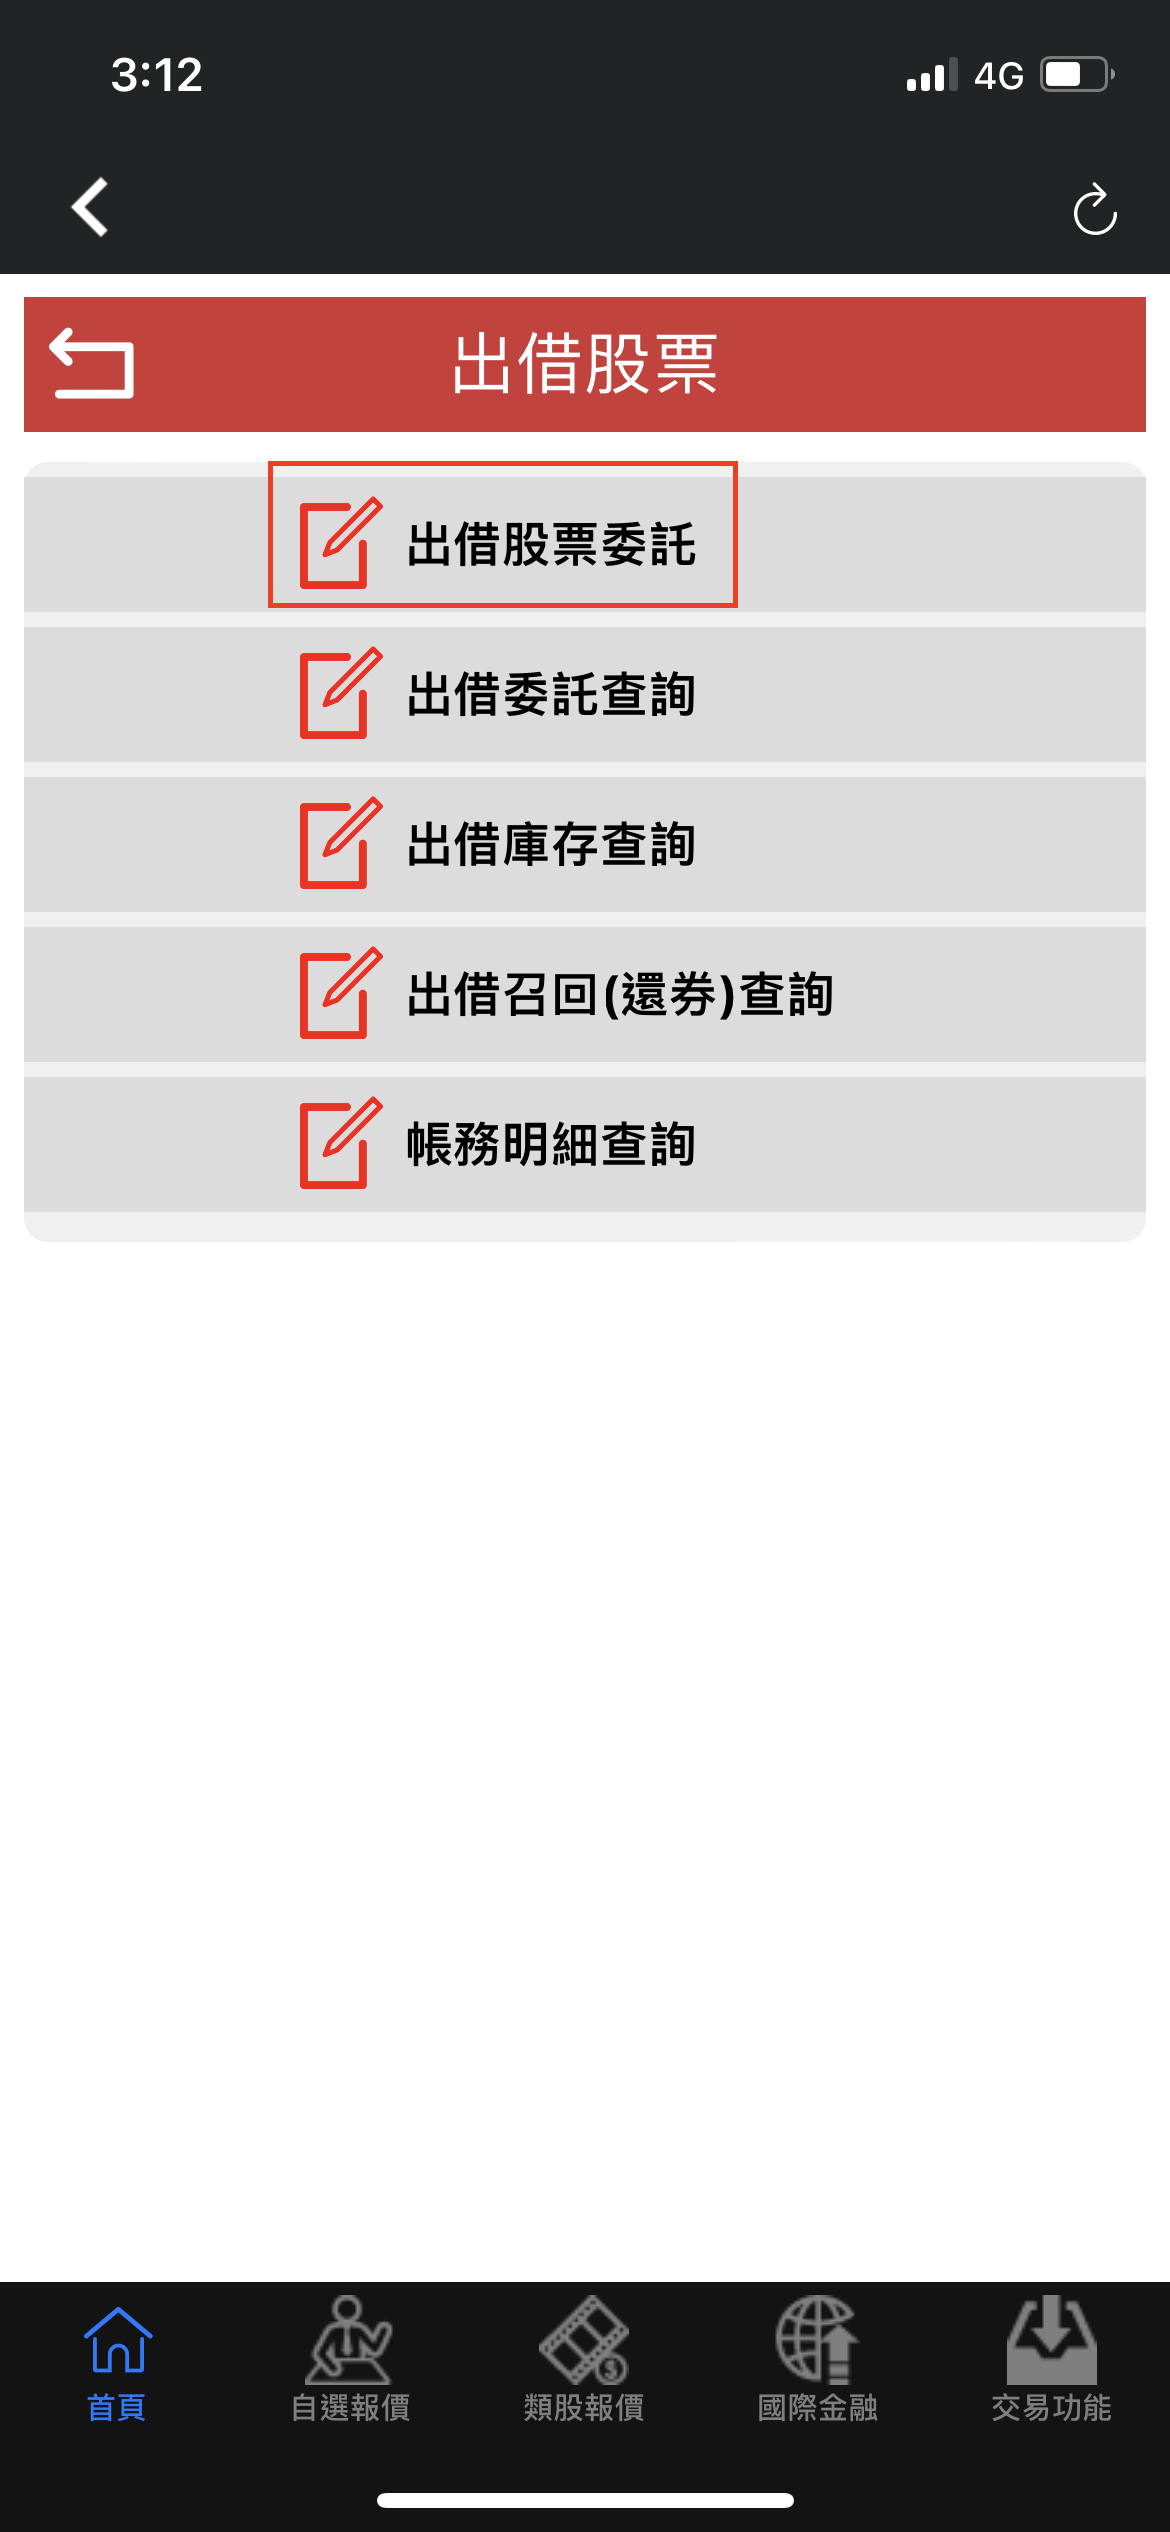 3:12
4G
出借股票
出借股票委託
出借委託查詢
出借庫存查詢
出借召回(還券)查詢
帳務明細查詢
首頁
自選報價
類股報價
國際金融
交易功能